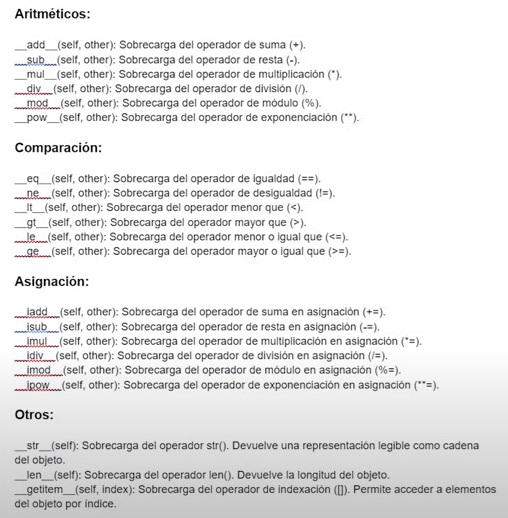 Aritméticos:
__add__(self, other): Sobrecarga del operador de suma (+).
__sub__(self, other): Sobrecarga del operador de resta (-).
__mul__(self, other): Sobrecarga del operador de multiplicación (*).
__div__(self, other): Sobrecarga del operador de división (/).
__mod__(self, other): Sobrecarga del operador de módulo (%).
__pow__(self, other): Sobrecarga del operador de exponenciación (**).
Comparación:
__eq__(self, other): Sobrecarga del operador de igualdad (==).
__ne__(self, other): Sobrecarga del operador de desigualdad (!=).
__lt__(self, other): Sobrecarga del operador menor que (<).
__gt__(self, other): Sobrecarga del operador mayor que (>).
__le__(self, other): Sobrecarga del operador menor o igual que (<=).
__ge__(self, other): Sobrecarga del operador mayor o igual que (>=).
Asignación:
__iadd__(self, other): Sobrecarga del operador de suma en asignación (+=).
__isub__(self, other): Sobrecarga del operador de resta en asignación (-=).
__imul__(self, other): Sobrecarga del operador de multiplicación en asignación (*=).
__idiv__(self, other): Sobrecarga del operador de división en asignación (/=).
__imod__(self, other): Sobrecarga del operador de módulo en asignación (%=).
__ipow__(self, other): Sobrecarga del operador de exponenciación en asignación (**=).
Otros:
__str__(self): Sobrecarga del operador str(). Devuelve una representación legible como cadena
del objeto.
__len__(self): Sobrecarga del operador len(). Devuelve la longitud del objeto.
__getitem__(self, index): Sobrecarga del operador de indexación ([]). Permite acceder a elementos
del objeto por índice.